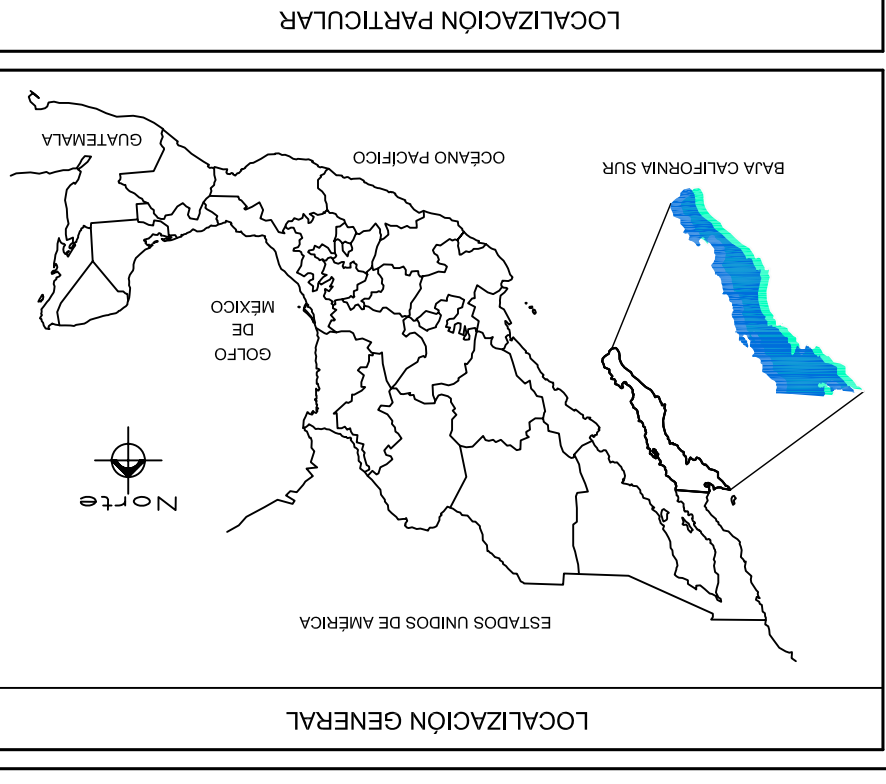 LOCALIZACIÓN GENERAL
ESTADOS UNIDOS DE AMÉRICA
Norte
GOLFO
DE
MÉXICO
BAJA CALIFORNIA SUR
OCÉANO PACÍFICO
GUATEMALA
LOCALIZACIÓN PARTICULAR